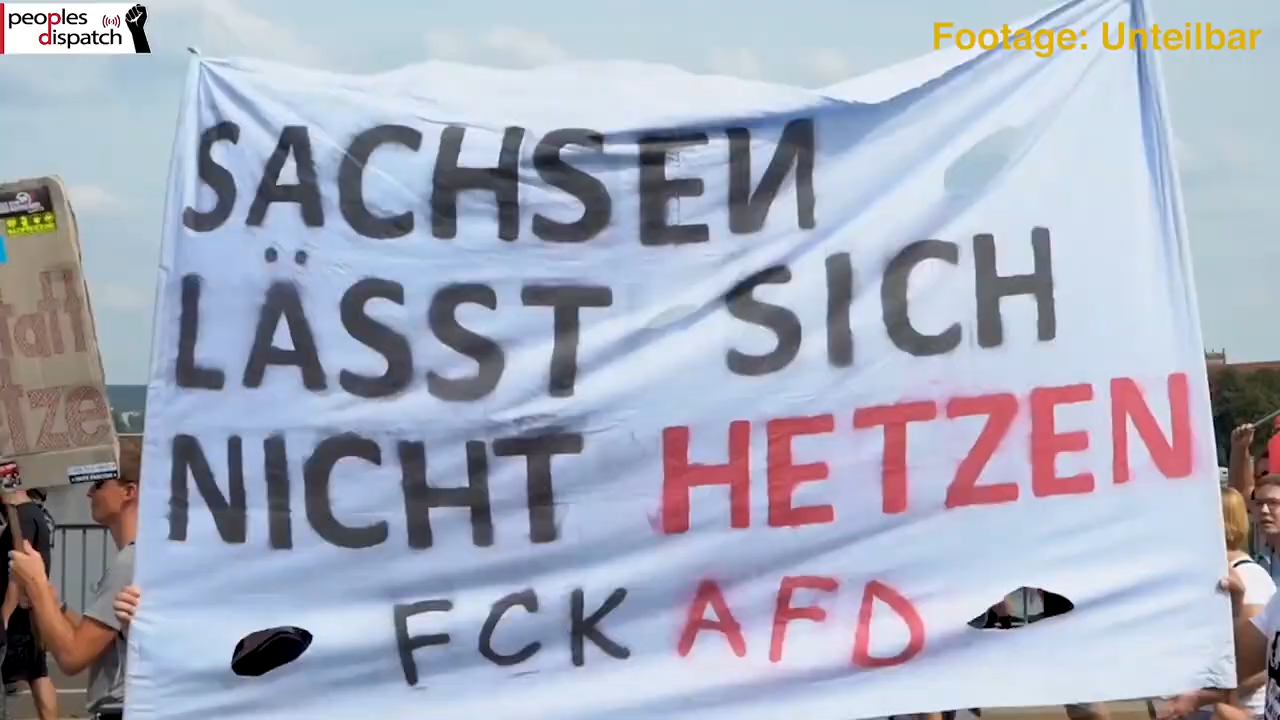 peoples
dispatch
Footage: Unteilbar
SACHSEN
LÄSST SICH
NICHT HETZEN
FCK AFD